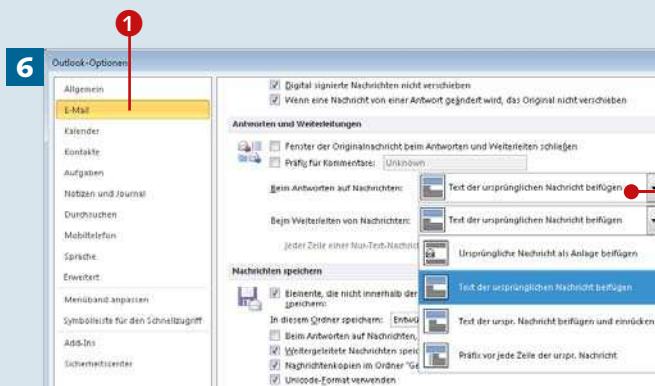 1
6
Outlook-Optionen
Allgemein
E-Mail
Kalender
Kontakte
Aufgaben
Notizen und Journal
Durchsuchen
Mobiltelefon
Sprache
Erweitert
Menüband anpassen
Symbolleiste für den Schnellzugriff
Add-Ins
Sicherheitscenter
Digital signierte Nachrichten nicht verschieben
Wenn eine Nachricht von einer Antwort geändert wird, das Original nicht verschieben
Antworten und Weiterleitungen
Fenster der Originalnachricht beim Antworten und Weiterleiten schließen
Präfix für Kommentare: Unknown
Beim Antworten auf Nachrichten: Text der ursprünglichen Nachricht beifügen
Beim Weiterleiten von Nachrichten: Text der ursprünglichen Nachricht beifügen
Jeder Zeile einer Nur-Text-Nachricht
Ursprüngliche Nachricht als Anlage beifügen
Text der ursprünglichen Nachricht beifügen
Text der urspr. Nachricht beifügen und einrücken
Präfix vor jede Zeile der urspr. Nachricht
Nachrichten speichern
Elemente, die nicht innerhalb der
speichern:
In diesem Ordner speichern:
Beim Antworten auf Nachrichten,
Weitergeleitete Nachrichten
Nachrichtenkopien im Ordner "Ge
Unicode-Format verwenden